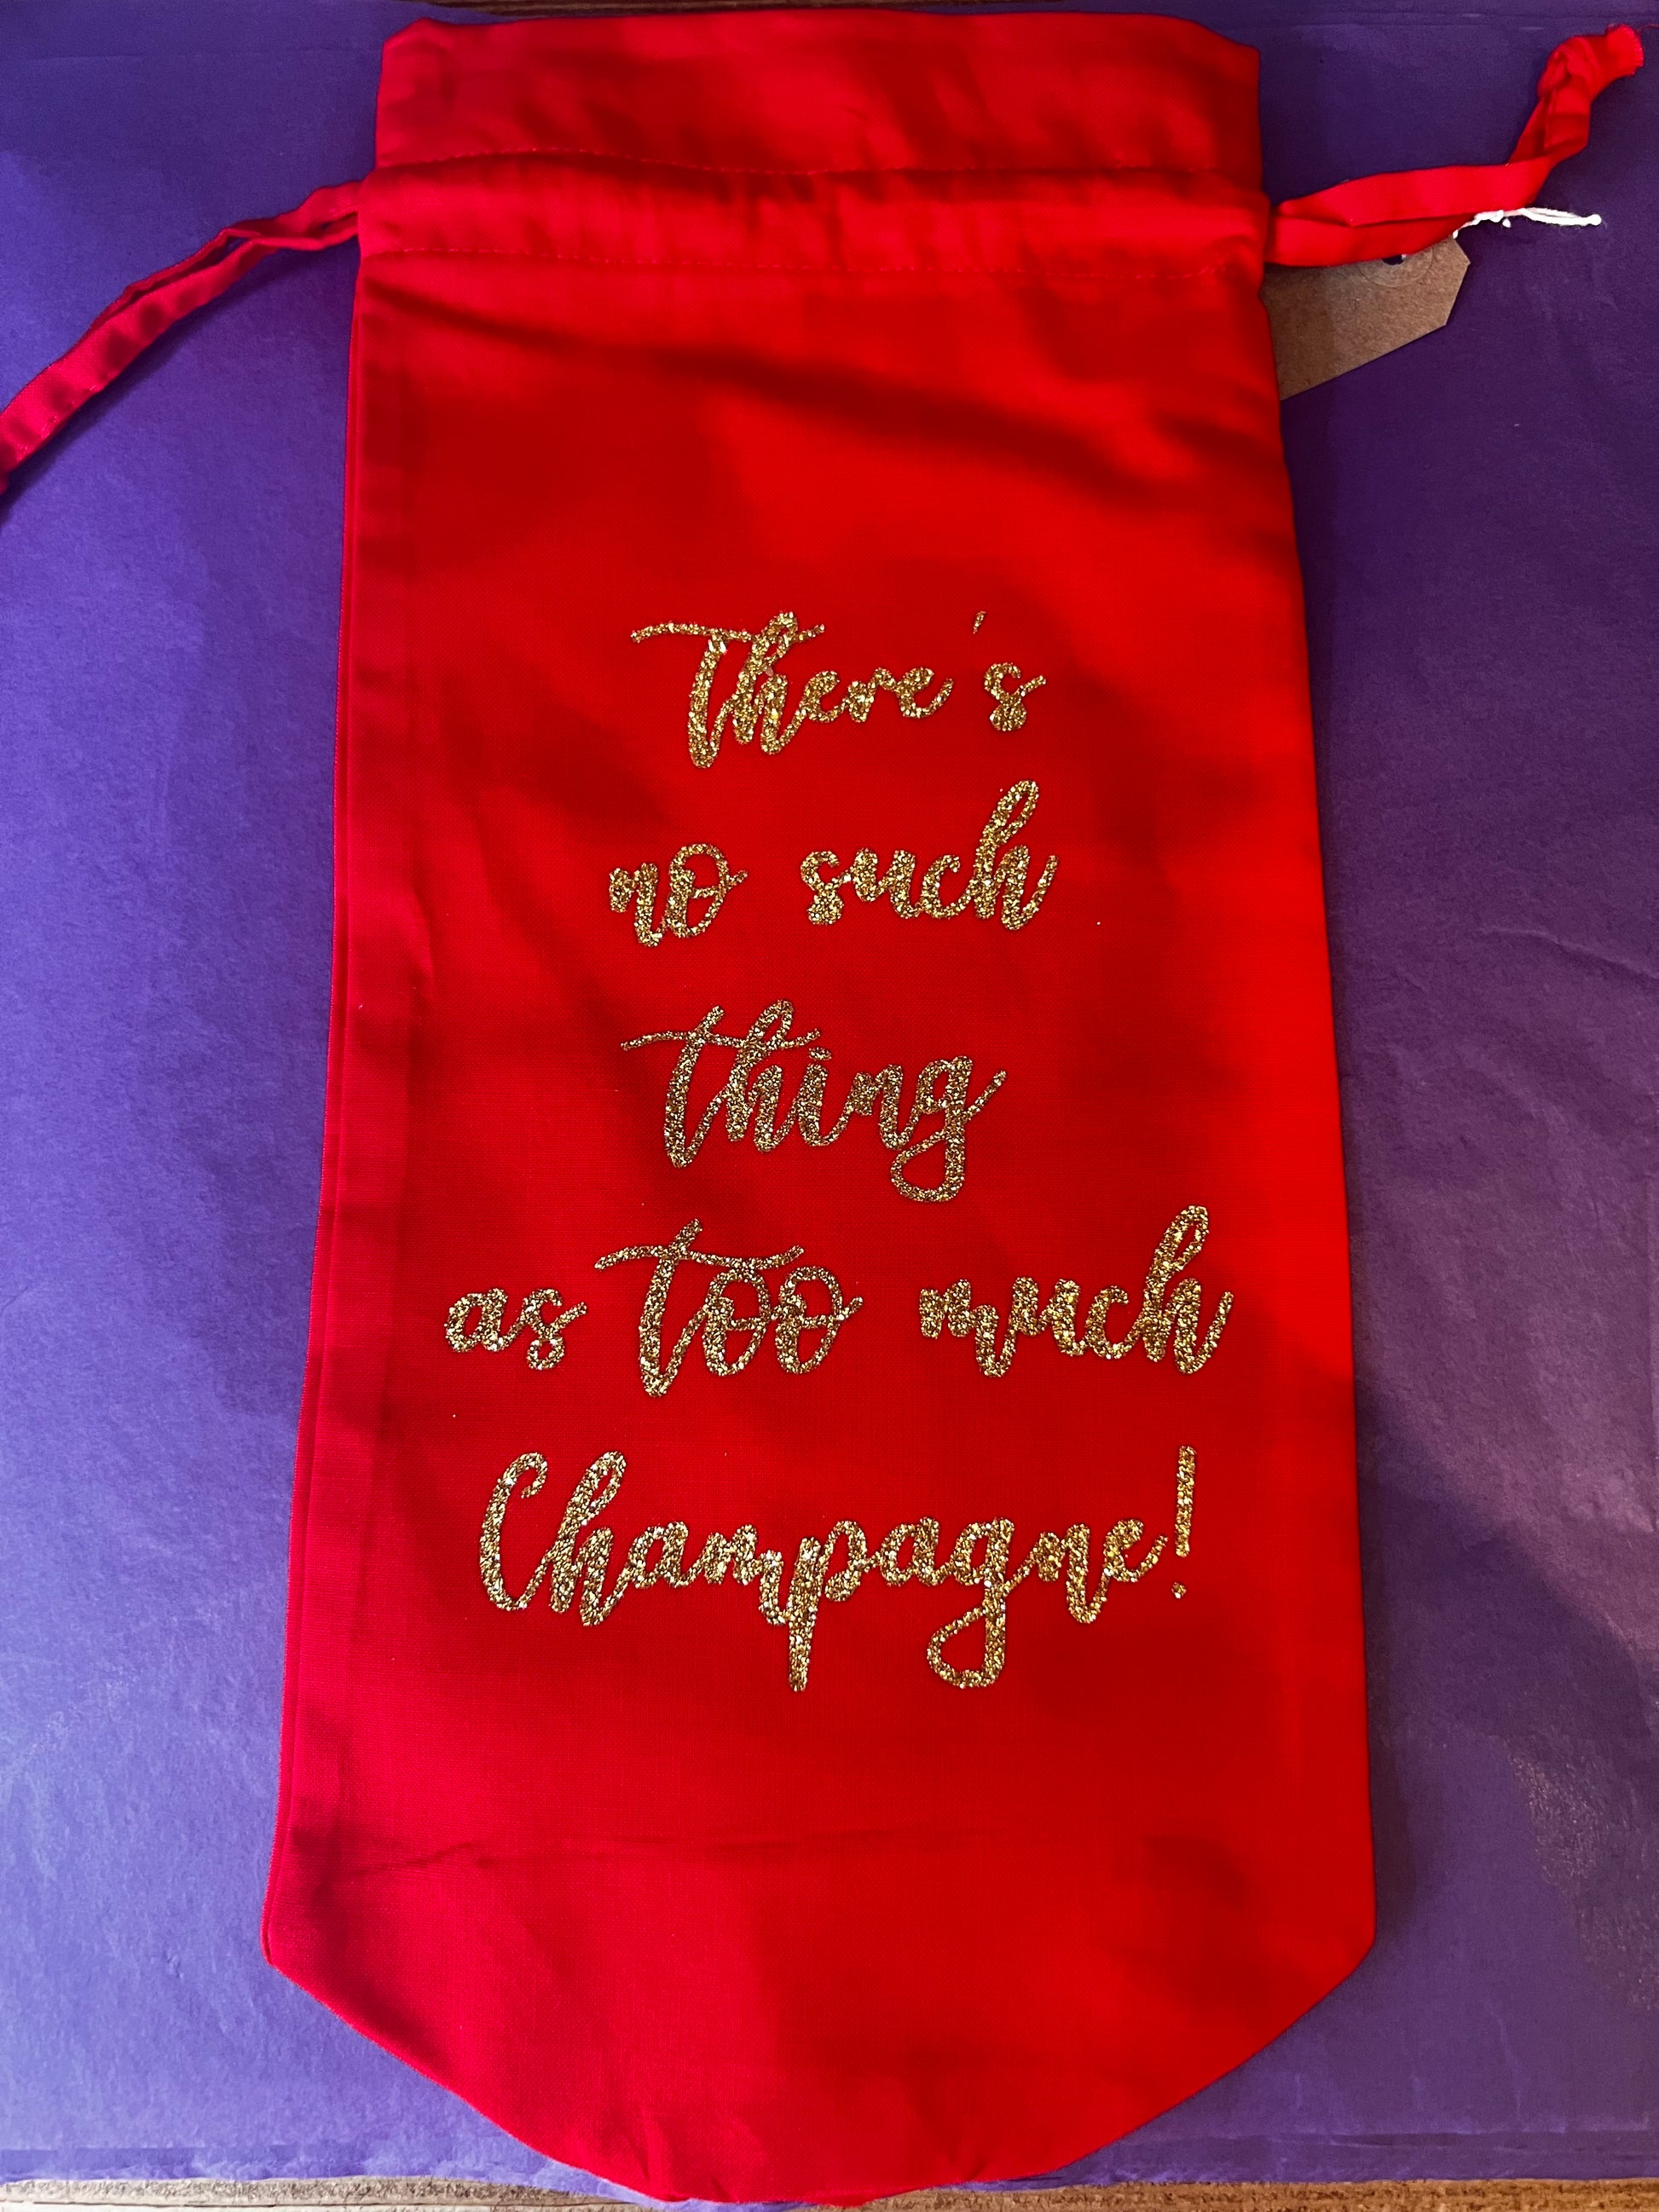 There's
no such
thing
as too much
Champagne!